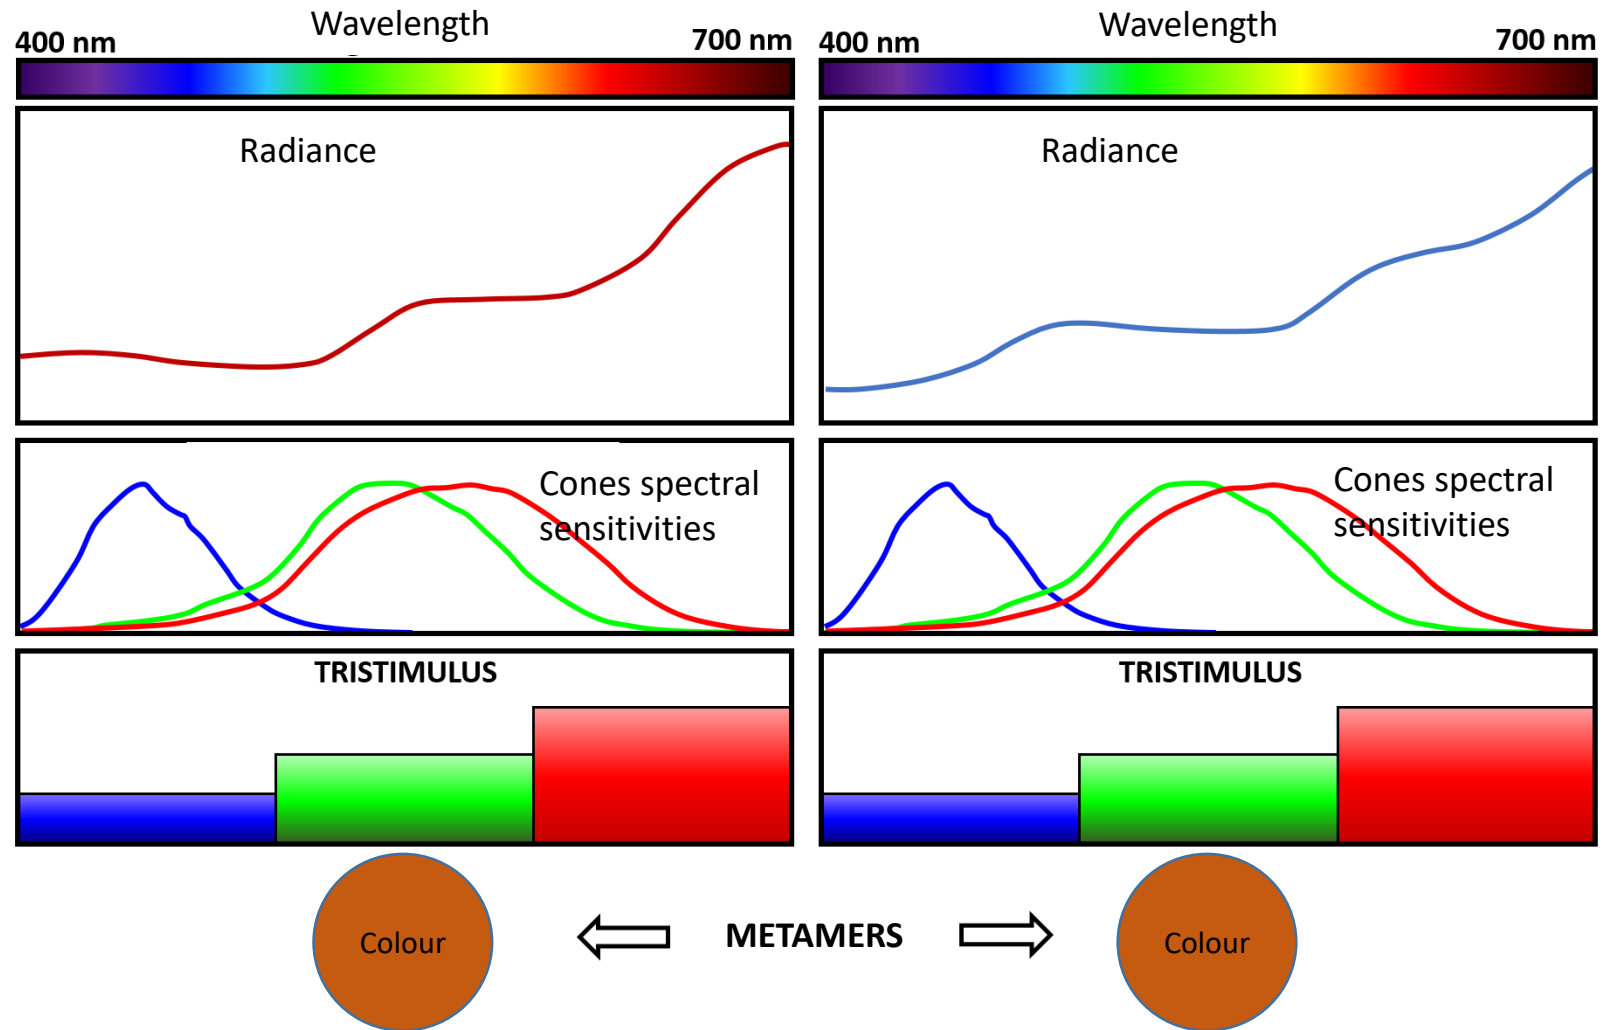 Wavelength
400 nm
700 nm
Radiance
Cones spectral
sensitivities
TRISTIMULUS
Colour
Wavelength
400 nm
700 nm
Radiance
Cones spectral
sensitivities
TRISTIMULUS
Colour
METAMERS